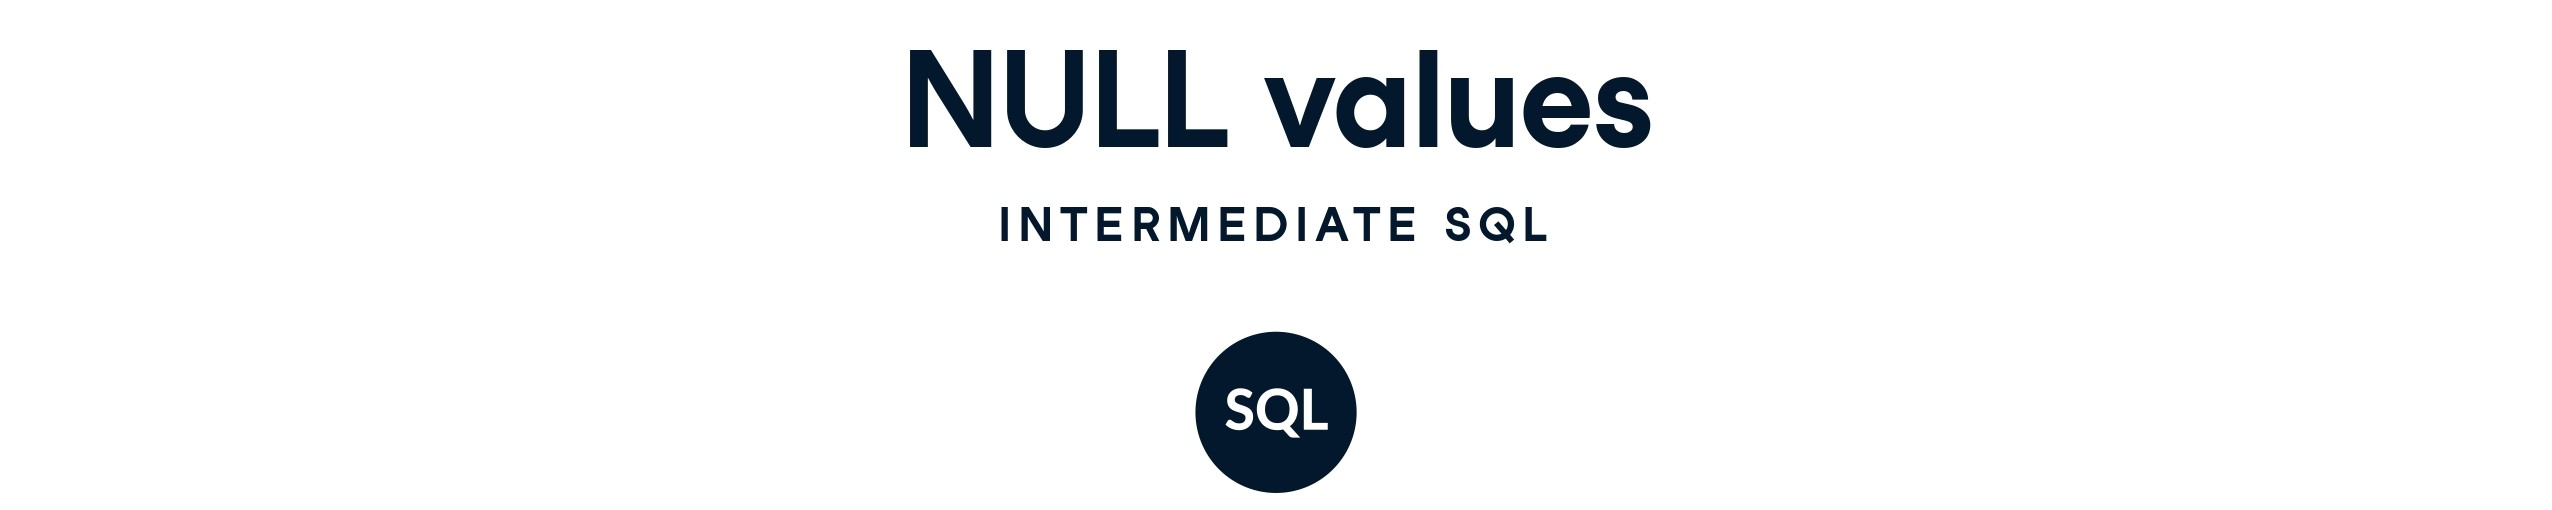 NULL values
INTERMEDIATE SQL
SQL